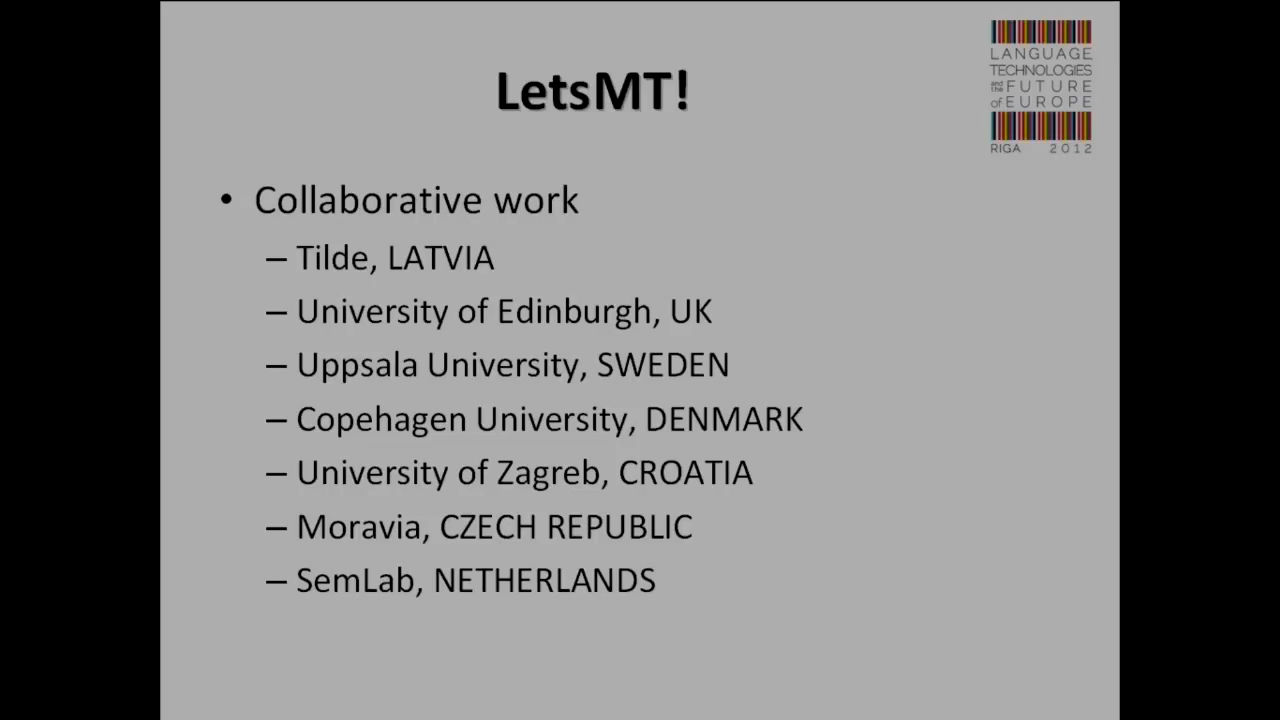 LetsMT!
LANGUAGE
TECHNOLOGIES
and the FUTURE
of EUROPE
RIGA 2012
• Collaborative work
– Tilde, LATVIA
– University of Edinburgh, UK
– Uppsala University, SWEDEN
– Copehagen University, DENMARK
– University of Zagreb, CROATIA
– Moravia, CZECH REPUBLIC
– SemLab, NETHERLANDS